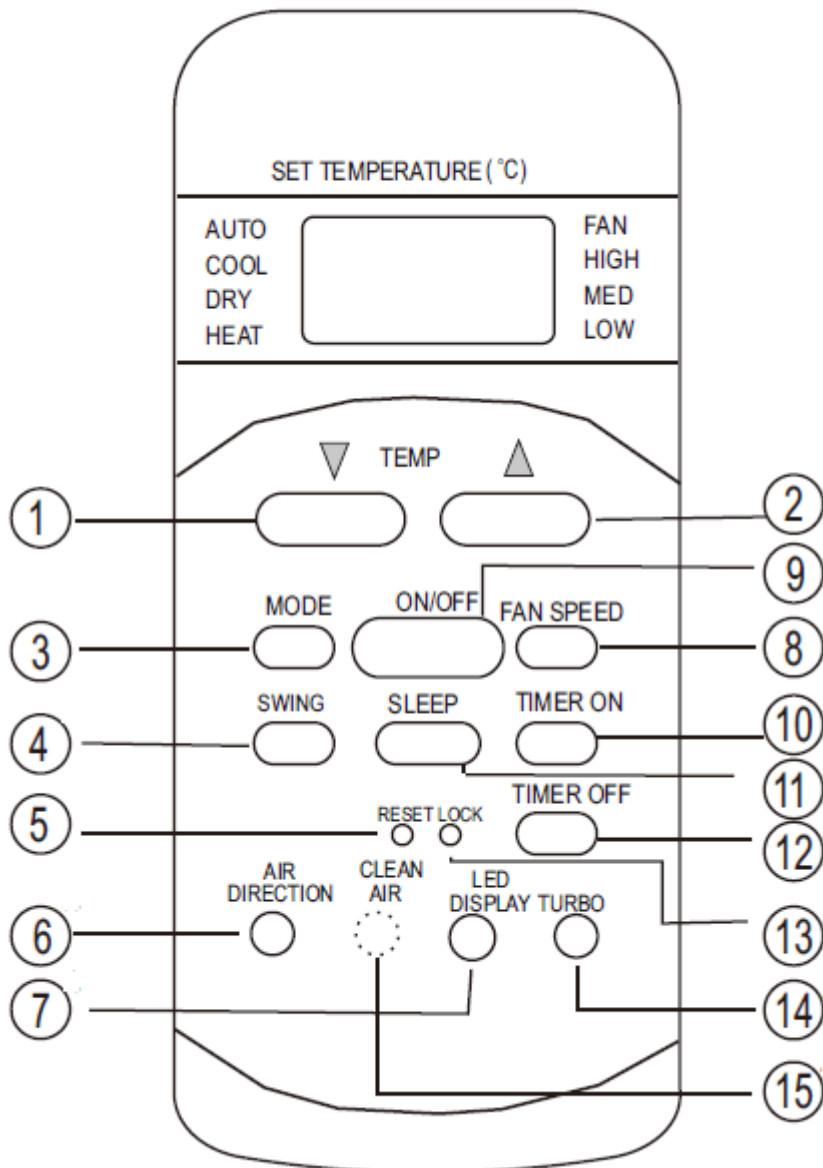 SET TEMPERATURE (°C)
AUTO
COOL
DRY
HEAT
FAN
HIGH
MED
LOW
▽ TEMP △
1
2
9
MODE
ON/OFF
FAN SPEED
3
8
SWING
SLEEP
TIMER ON
4
10
11
TIMER OFF
5
RESET LOCK
12
AIR
DIRECTION
CLEAN
AIR
LED
DISPLAY
TURBO
6
13
7
14
15